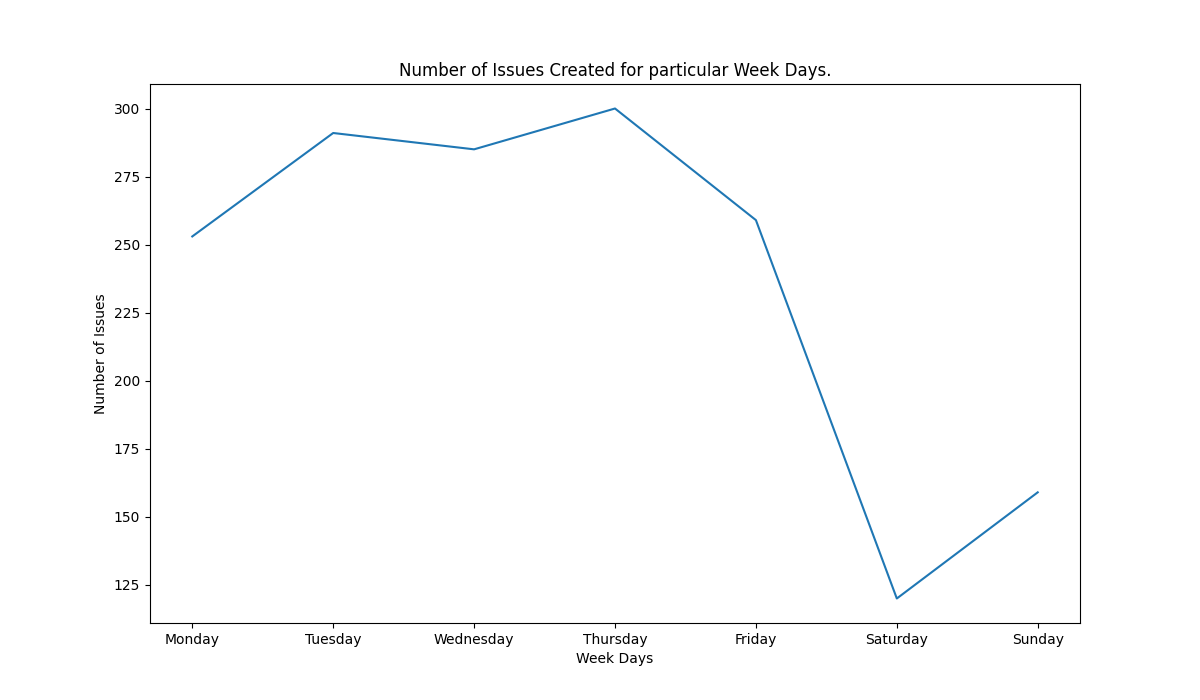 Number of Issues Created for particular Week Days.
300
275
250
225
200
175
150
125
Number of Issues
Monday Tuesday Wednesday Thursday Friday Saturday Sunday
Week Days